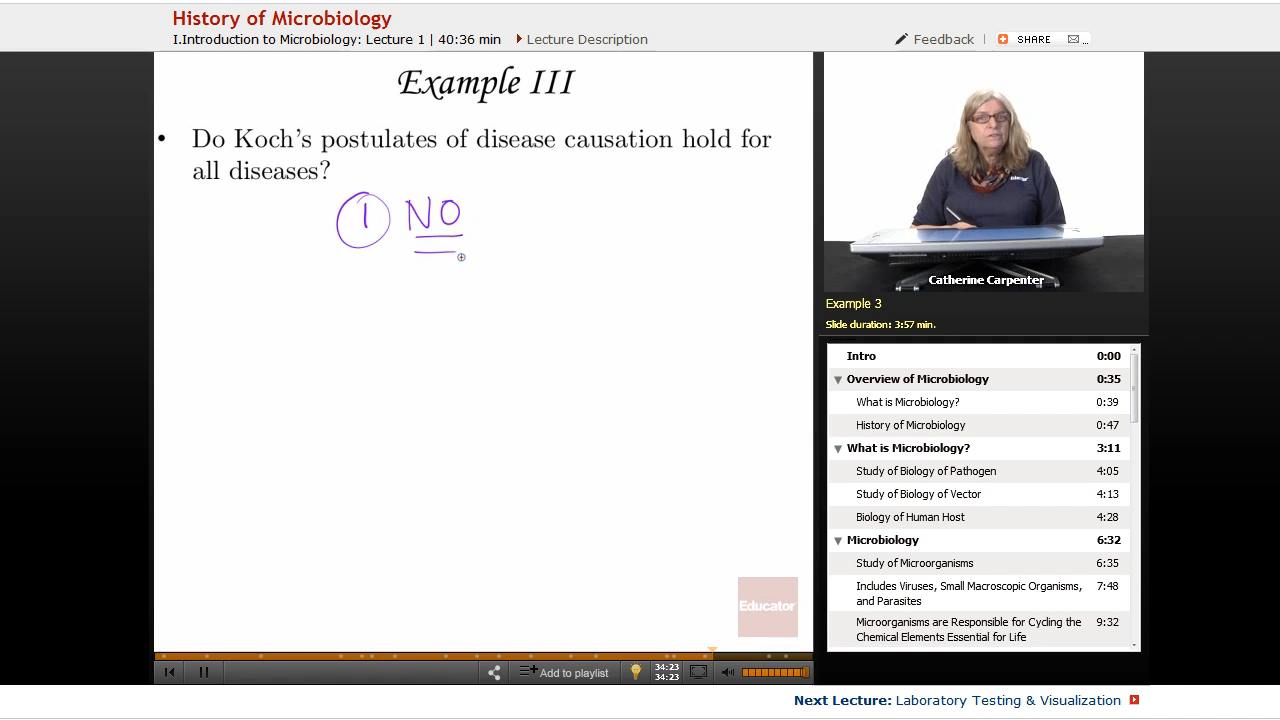 History of Microbiology
I.Introduction to Microbiology: Lecture 1 | 40:36 min
Lecture Description
Feedback
SHARE
...
Example III
• Do Koch's postulates of disease causation hold for
all diseases?
1 NO
Educator
Catherine Carpenter
Example 3
Slide duration: 3:57 min.
Intro 0:00
Overview of Microbiology 0:35
What is Microbiology? 0:39
History of Microbiology 0:47
What is Microbiology? 3:11
Study of Biology of Pathogen 4:05
Study of Biology of Vector 4:13
Biology of Human Host 4:28
Microbiology 6:32
Study of Microorganisms 6:35
Includes Viruses, Small Macroscopic Organisms, 7:48
and Parasites
Microorganisms are Responsible for Cycling the 9:32
Chemical Elements Essential for Life
Add to playlist
34:23
34:23
Next Lecture: Laboratory Testing & Visualization